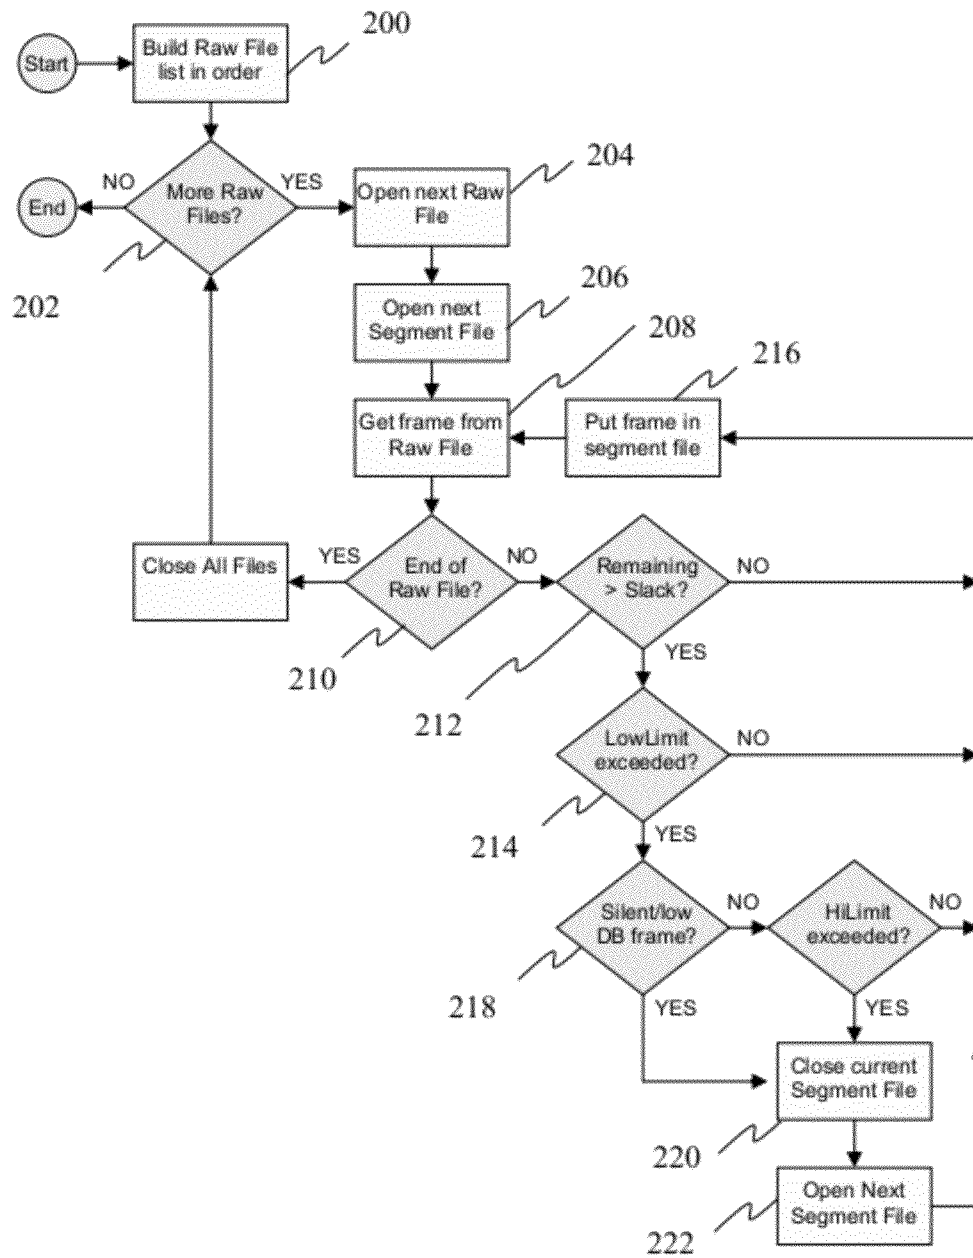 200
Build Raw File
list in order
Start
204
NO
YES
Open next Raw
File
More Raw
Files?
End
206
202
Open next
Segment File
208
216
Get frame from
Raw File
Put frame in
segment file
YES
NO
NO
Close All Files
End of
Raw File?
Remaining
> Slack?
210
YES
212
NO
LowLimit
exceeded?
214
YES
NO
NO
Silent/low
DB frame?
HiLimit
exceeded?
218
YES
YES
Close current
Segment File
220
Open Next
Segment File
222